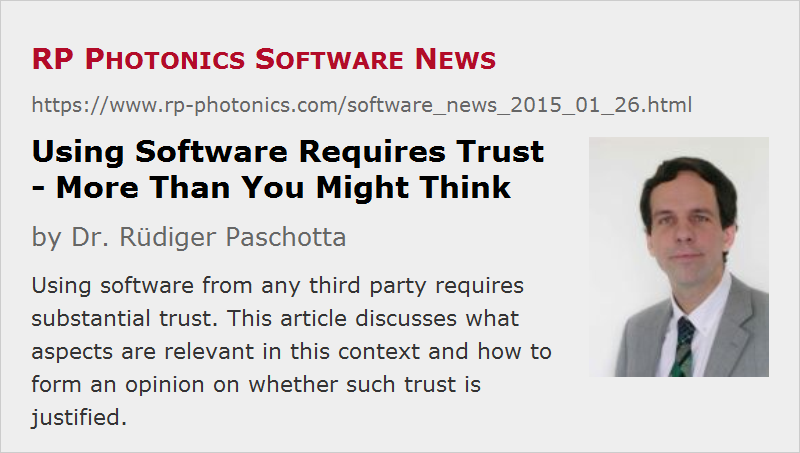 RP Photonics Software News
https://www.rp-photonics.com/software_news_2015_01_26.html
Using Software Requires Trust
- More Than You Might Think
by Dr. Rüdiger Paschotta
Using software from any third party requires
substantial trust. This article discusses what
aspects are relevant in this context and how to
form an opinion on whether such trust is
justified.